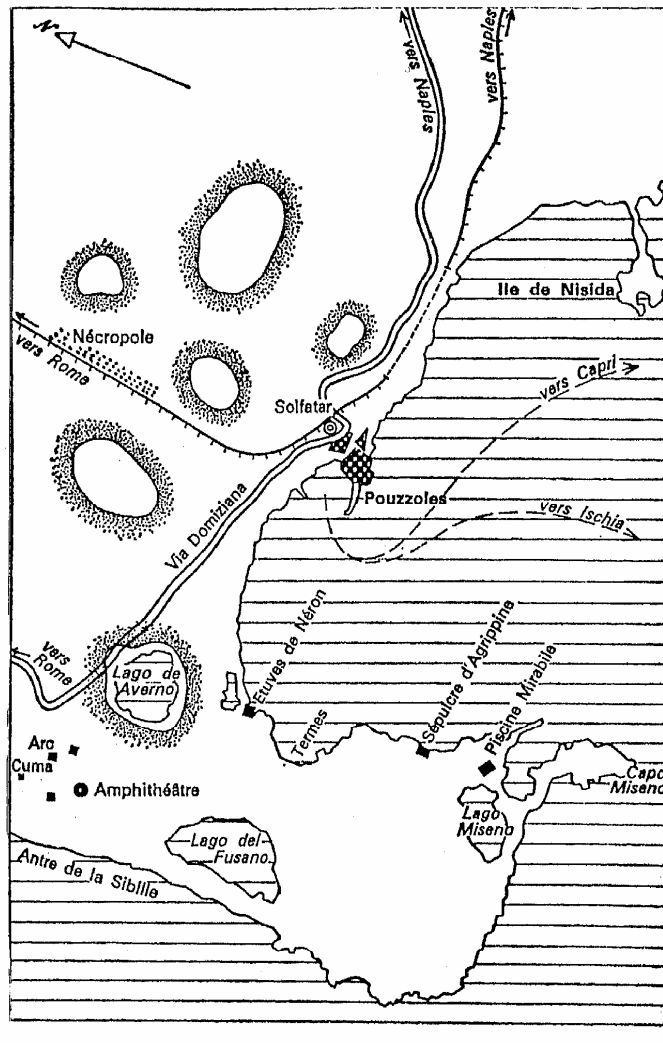 N
vers Naples
vers Naples
Ile de Nisida
Nécropole
vers Rome
vers Capri
Solfatar
Pouzzoles
vers Ischia
Via Domiziana
vers
Rome
Lago de
Averno
Etuves de Néron
Termes
Sépulcre d'Agrippine
Piscine Mirabile
Arc
Cuma
Amphithéâtre
Capo
Miseno
Lago
Miseno
Lago del
Fusano
Antre de la Sibille